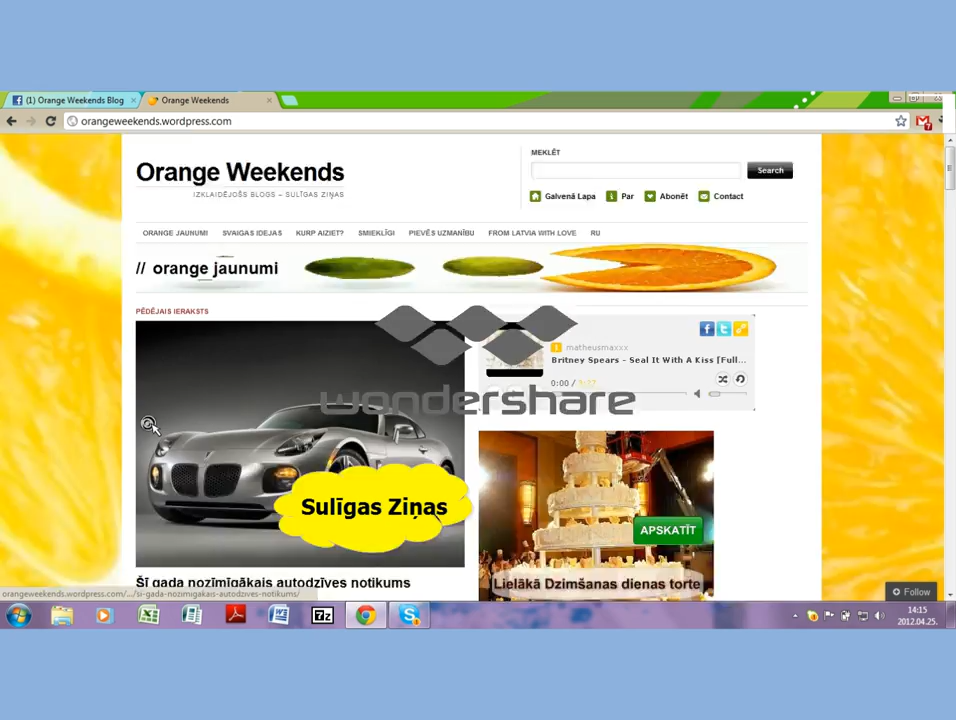 (1) Orange Weekends Blog
Orange Weekends
orangeweekends.wordpress.com
7
Orange Weekends
IZKLAIDĒJOŠS BLOGS – SULĪGAS ZIŅAS
MEKLĒT
Search
Galvenā Lapa
Par
Abonēt
Contact
ORANGE JAUNUMI
SVAIGAS IDEJAS
KURP AIZIET?
SMIEKLĪGI
PIEVĒS UZMANĪBU
FROM LATVIA WITH LOVE
RU
// orange jaunumi
PĒDĒJAIS IERAKSTS
matheusmaxxx
Britney Spears - Seal It With A Kiss [Full...
0:00 / 3:27
wondershare
Sulīgas Ziņas
APSKATĪT
Lielākā Dzimšanas dienas torte
Šī gada nozīmīgākais autodzīves notikums
orangeweekends.wordpress.com/.../si-gada-nozimigakais-autodzives-notikums/
Follow
7z
14:15
2012.04.25.